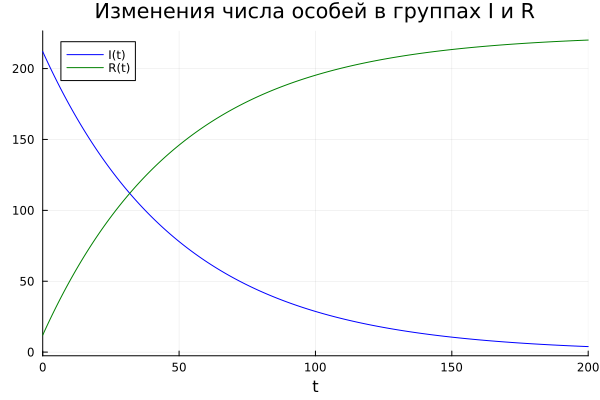 Изменения числа особей в группах I и R
I(t)
R(t)
200
150
100
50
0
0 50 100 150 200
t